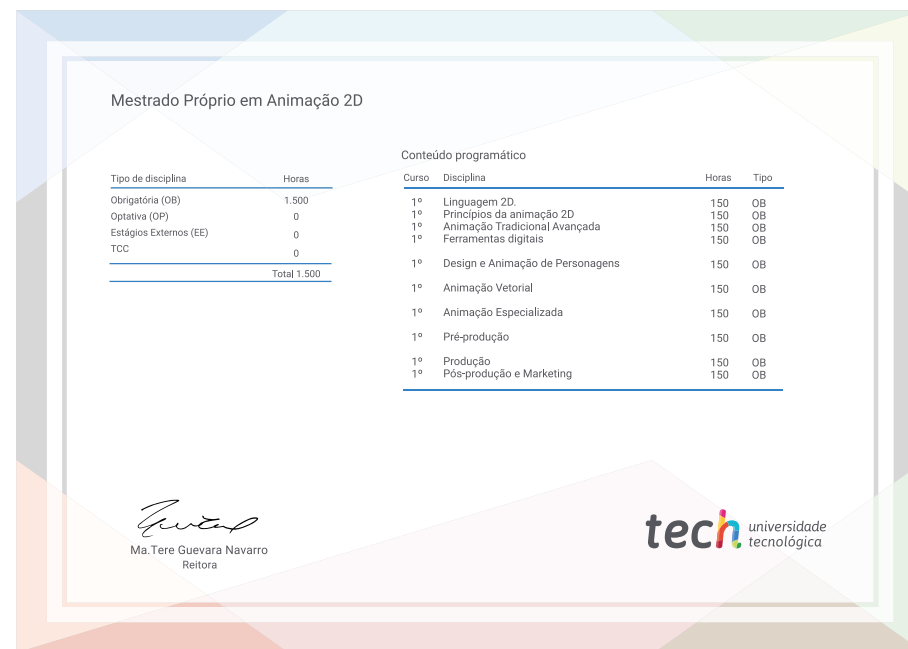 Mestrado Próprio em Animação 2D
Tipo de disciplina Horas
Obrigatória (OB) 1.500
Optativa (OP) 0
Estágios Externos (EE) 0
TCC 0
Total 1.500
Conteúdo programático
Curso Disciplina Horas Tipo
1º Linguagem 2D. 150 OB
1º Princípios da animação 2D 150 OB
1º Animação Tradicional Avançada 150 OB
1º Ferramentas digitais 150 OB
1º Design e Animação de Personagens 150 OB
1º Animação Vetorial 150 OB
1º Animação Especializada 150 OB
1º Pré-produção 150 OB
1º Produção 150 OB
1º Pós-produção e Marketing 150 OB
Ma.Tere Guevara Navarro
Reitora
tech universidade
tecnológica